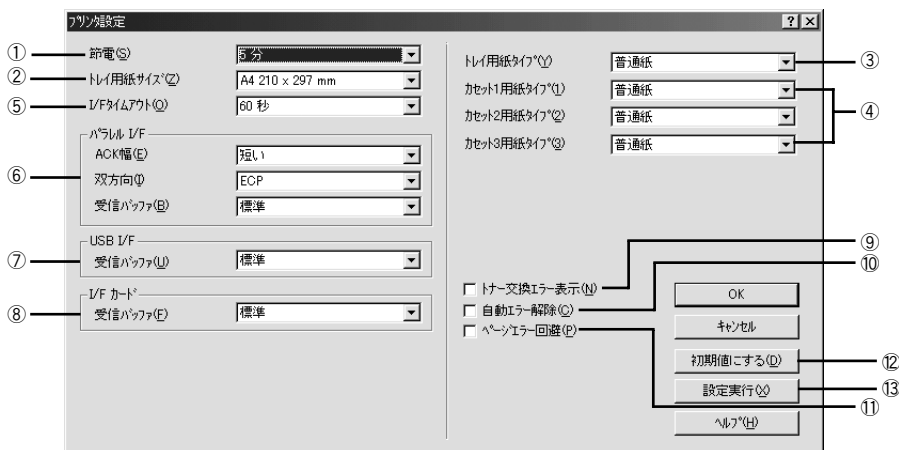 プリンタ設定
① 節電(S) 5 分
② トレイ用紙サイズ(Z) A4 210 x 297 mm
⑤ I/Fタイムアウト(O) 60 秒
パラレル I/F
⑥
ACK幅(E) 短い
双方向(I) ECP
受信バッファ(B) 標準
USB I/F
⑦ 受信バッファ(U) 標準
I/F カード
⑧ 受信バッファ(F) 標準
トレイ用紙タイプ(Y) 普通紙 ③
カセット1用紙タイプ(1) 普通紙
④
カセット2用紙タイプ(2) 普通紙
カセット3用紙タイプ(3) 普通紙
トナー交換エラー表示(N) ⑨
自動エラー解除(C) ⑩
ページエラー回避(P) ⑪
OK
キャンセル
初期値にする(D) ⑫
設定実行(X) ⑬
ヘルプ(H)